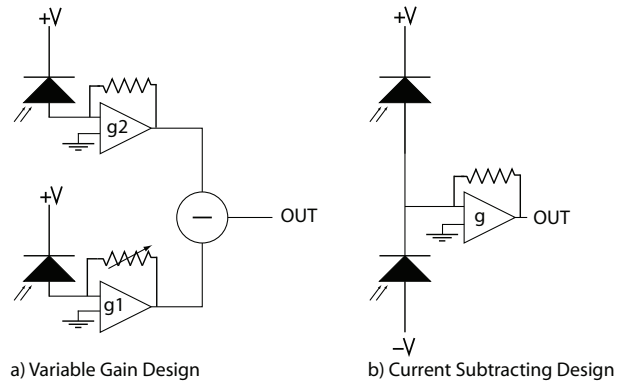 +V
g2
+V
g1
OUT
a) Variable Gain Design
+V
g
OUT
−V
b) Current Subtracting Design